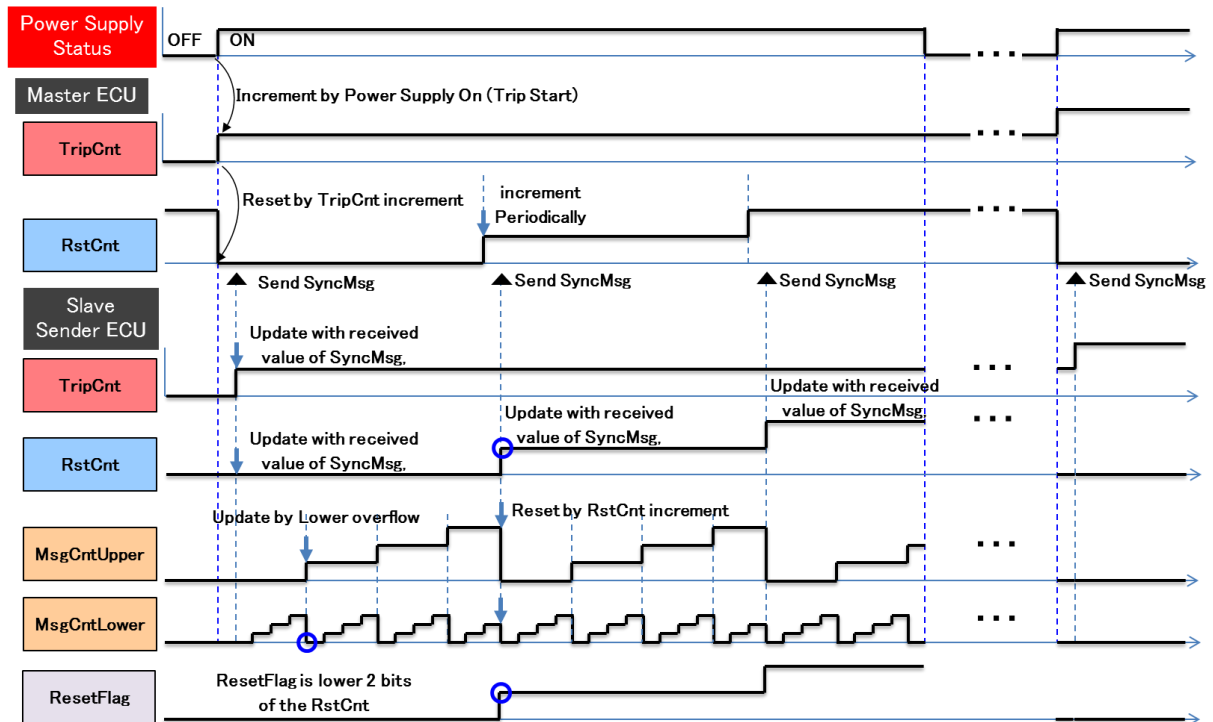 Power Supply
Status
OFF
ON
Increment by Power Supply On (Trip Start)
Master ECU
TripCnt
Reset by TripCnt increment
increment
Periodically
RstCnt
Send SyncMsg
Send SyncMsg
Send SyncMsg
Send SyncMsg
Slave
Sender ECU
Update with received
value of SyncMsg,
TripCnt
Update with received
value of SyncMsg,
Update with received
value of SyncMsg,
Update with received
value of SyncMsg,
RstCnt
Update by Lower overflow
Reset by RstCnt increment
MsgCntUpper
MsgCntLower
ResetFlag is lower 2 bits
of the RstCnt
ResetFlag